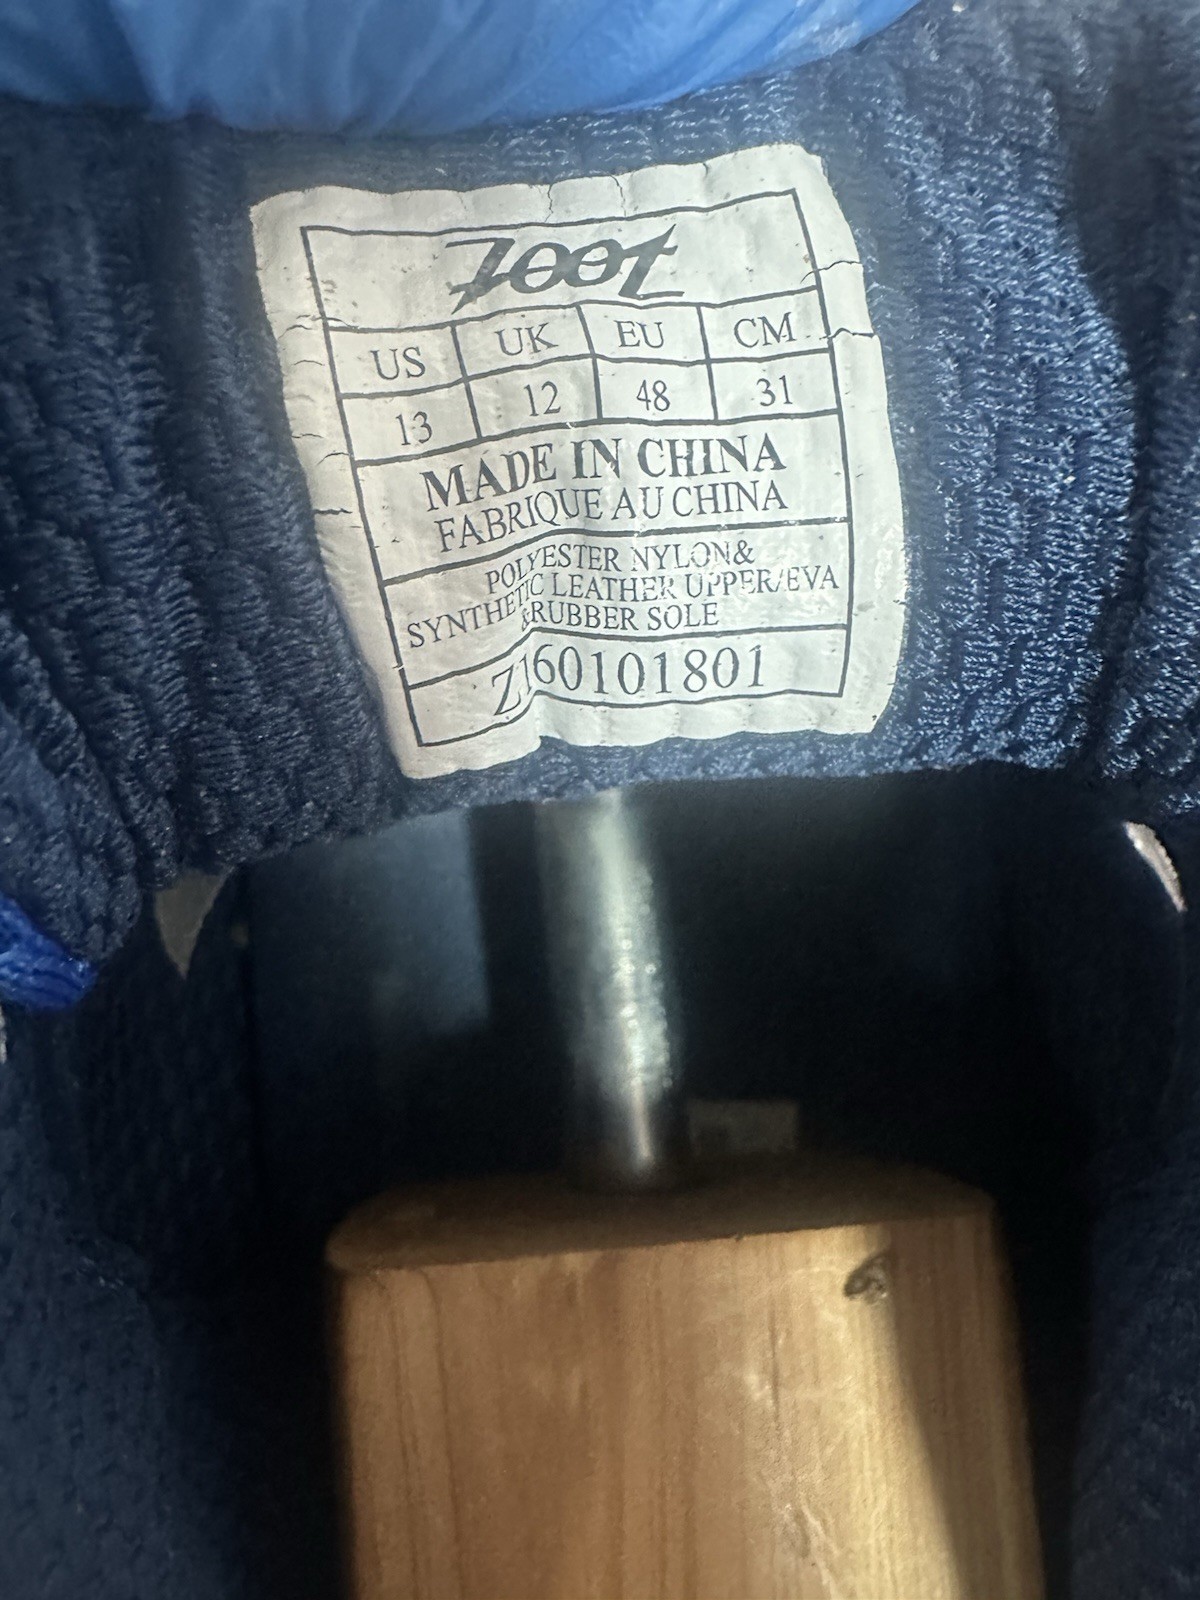 ZOOT
US UK EU CM
13 12 48 31
MADE IN CHINA
FABRIQUE AU CHINA
POLYESTER NYLON&
SYNTHETIC LEATHER UPPER/EVA
&RUBBER SOLE
Z160101801